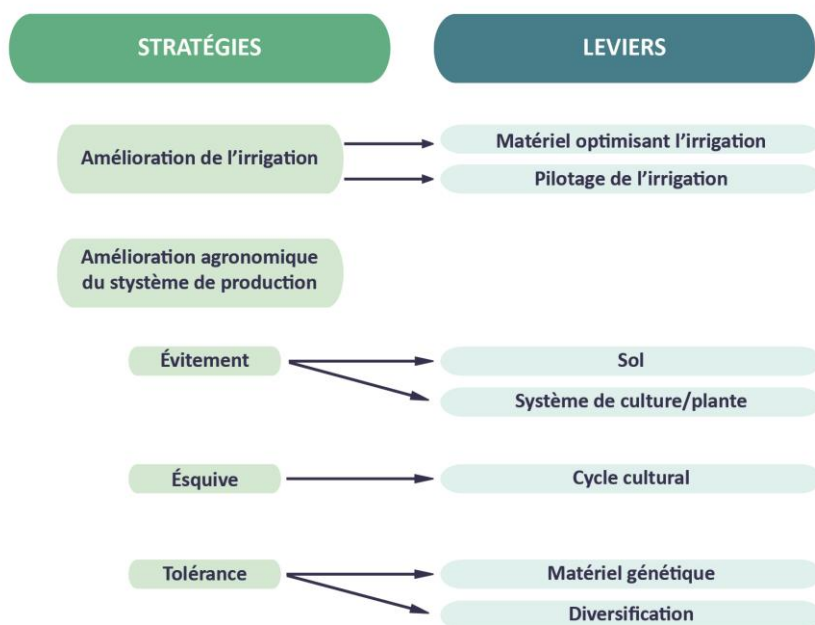 STRATÉGIES
LEVIERS
Amélioration de l'irrigation
Matériel optimisant l'irrigation
Pilotage de l'irrigation
Amélioration agronomique
du stystème de production
Évitement
Sol
Système de culture/plante
Ésquive
Cycle cultural
Tolérance
Matériel génétique
Diversification